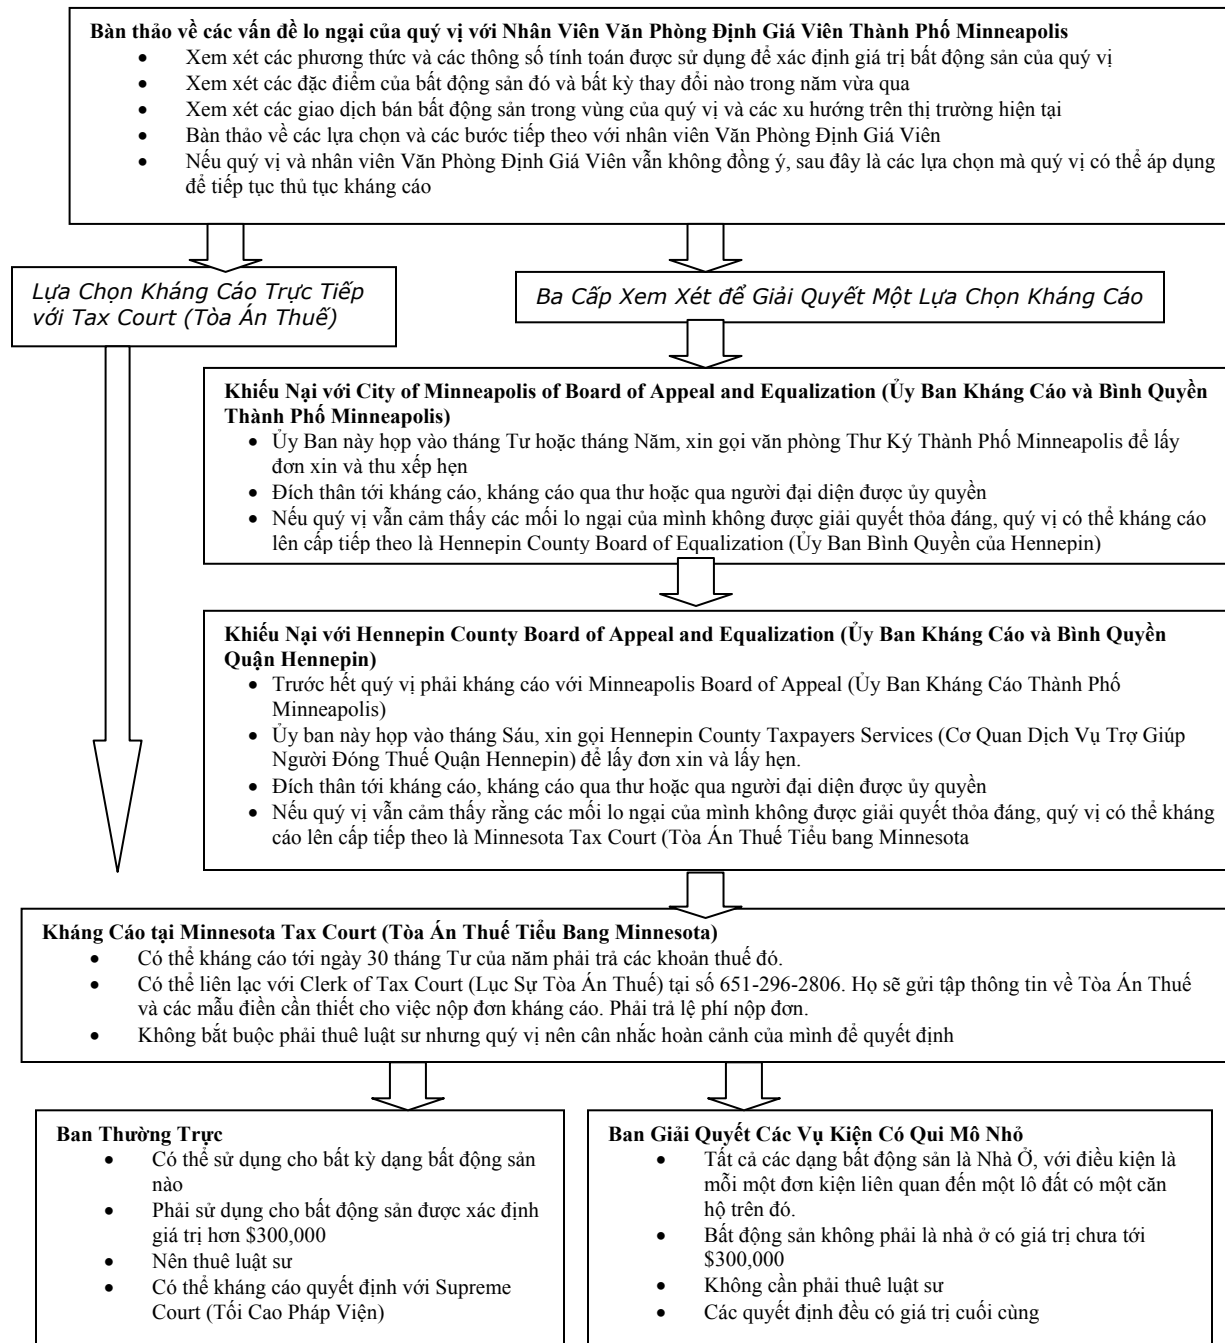 Bàn thảo về các vấn đề lo ngại của quý vị với Nhân Viên Văn Phòng Định Giá Viên Thành Phố Minneapolis
• Xem xét các phương thức và các thông số tính toán được sử dụng để xác định giá trị bất động sản của quý vị
• Xem xét các đặc điểm của bất động sản đó và bất kỳ thay đổi nào trong năm vừa qua
• Xem xét các giao dịch bán bất động sản trong vùng của quý vị và các xu hướng trên thị trường hiện tại
• Bàn thảo về các lựa chọn và các bước tiếp theo với nhân viên Văn Phòng Định Giá Viên
• Nếu quý vị và nhân viên Văn Phòng Định Giá Viên vẫn không đồng ý, sau đây là các lựa chọn mà quý vị có thể áp dụng
để tiếp tục thủ tục kháng cáo
Lựa Chọn Kháng Cáo Trực Tiếp
với Tax Court (Tòa Án Thuế)
Ba Cấp Xem Xét để Giải Quyết Một Lựa Chọn Kháng Cáo
Khiếu Nại với City of Minneapolis of Board of Appeal and Equalization (Ủy Ban Kháng Cáo và Bình Quyền
Thành Phố Minneapolis)
• Ủy Ban này họp vào tháng Tư hoặc tháng Năm, xin gọi văn phòng Thư Ký Thành Phố Minneapolis để lấy
đơn xin và thu xếp hẹn
• Đích thân tới kháng cáo, kháng cáo qua thư hoặc qua người đại diện được ủy quyền
• Nếu quý vị vẫn cảm thấy các mối lo ngại của mình không được giải quyết thỏa đáng, quý vị có thể kháng cáo
lên cấp tiếp theo là Hennepin County Board of Equalization (Ủy Ban Bình Quyền của Hennepin)
Khiếu Nại với Hennepin County Board of Appeal and Equalization (Ủy Ban Kháng Cáo và Bình Quyền
Quận Hennepin)
• Trước hết quý vị phải kháng cáo với Minneapolis Board of Appeal (Ủy Ban Kháng Cáo Thành Phố
Minneapolis)
• Ủy ban này họp vào tháng Sáu, xin gọi Hennepin County Taxpayers Services (Cơ Quan Dịch Vụ Trợ Giúp
Người Đóng Thuế Quận Hennepin) để lấy đơn xin và lấy hẹn.
• Đích thân tới kháng cáo, kháng cáo qua thư hoặc qua người đại diện được ủy quyền
• Nếu quý vị vẫn cảm thấy rằng các mối lo ngại của mình không được giải quyết thỏa đáng, quý vị có thể kháng
cáo lên cấp tiếp theo là Minnesota Tax Court (Tòa Án Thuế Tiểu bang Minnesota
Kháng Cáo tại Minnesota Tax Court (Tòa Án Thuế Tiểu Bang Minnesota)
• Có thể kháng cáo tới ngày 30 tháng Tư của năm phải trả các khoản thuế đó.
• Có thể liên lạc với Clerk of Tax Court (Lục Sự Tòa Án Thuế) tại số 651-296-2806. Họ sẽ gửi tập thông tin về Tòa Án Thuế
và các mẫu điền cần thiết cho việc nộp đơn kháng cáo. Phải trả lệ phí nộp đơn.
• Không bắt buộc phải thuê luật sư nhưng quý vị nên cân nhắc hoàn cảnh của mình để quyết định
Ban Thường Trực
• Có thể sử dụng cho bất kỳ dạng bất động sản
nào
• Phải sử dụng cho bất động sản được xác định
giá trị hơn $300,000
• Nên thuê luật sư
• Có thể kháng cáo quyết định với Supreme
Court (Tối Cao Pháp Viện)
Ban Giải Quyết Các Vụ Kiện Có Qui Mô Nhỏ
• Tất cả các dạng bất động sản là Nhà Ở, với điều kiện là
mỗi một đơn kiện liên quan đến một lô đất có một căn
hộ trên đó.
• Bất động sản không phải là nhà ở có giá trị chưa tới
$300,000
• Không cần phải thuê luật sư
• Các quyết định đều có giá trị cuối cùng